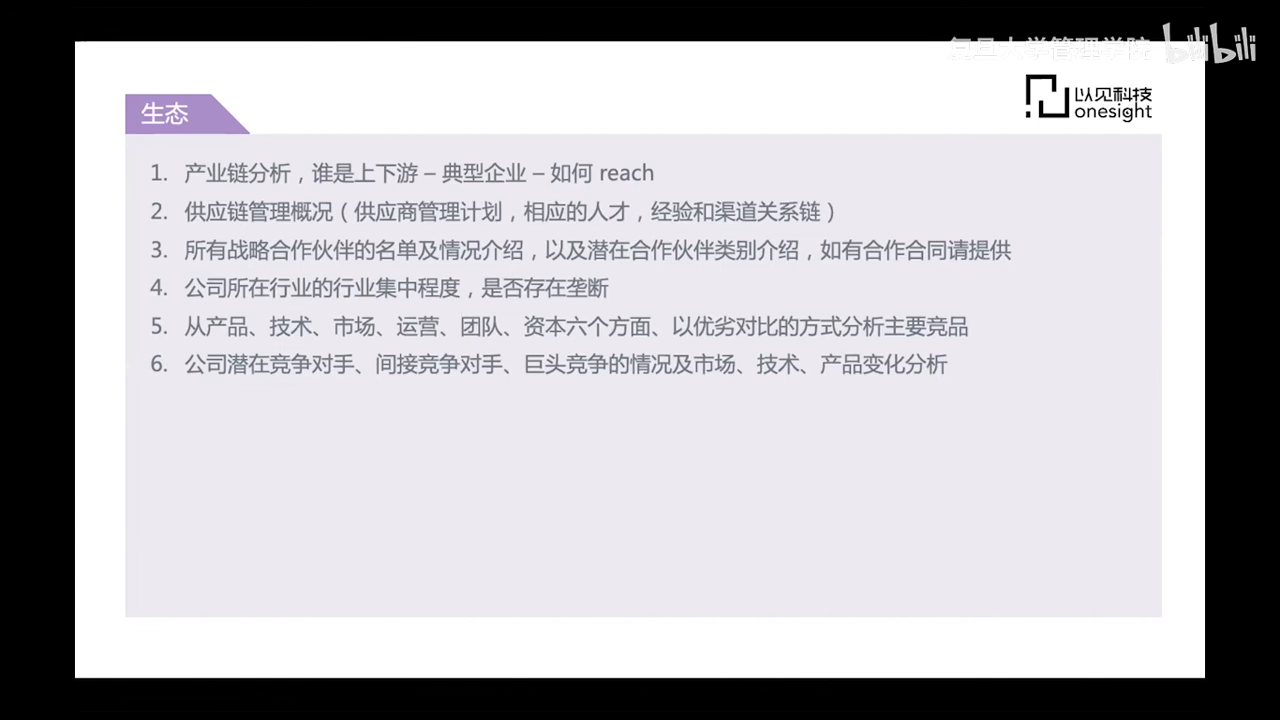 复旦大学管理学院 bilibili
以见科技
onesight
生态
1. 产业链分析，谁是上下游 – 典型企业 – 如何 reach
2. 供应链管理概况（供应商管理计划，相应的人才，经验和渠道关系链）
3. 所有战略合作伙伴的名单及情况介绍，以及潜在合作伙伴类别介绍，如有合作合同请提供
4. 公司所在行业的行业集中程度，是否存在垄断
5. 从产品、技术、市场、运营、团队、资本六个方面、以优劣对比的方式分析主要竞品
6. 公司潜在竞争对手、间接竞争对手、巨头竞争的情况及市场、技术、产品变化分析